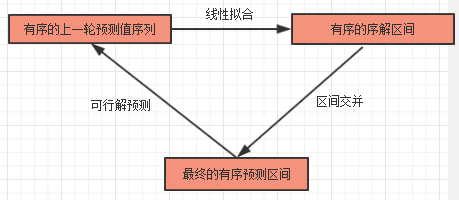 有序的上一轮预测值序列
线性拟合
有序的序解区间
可行解预测
区间交并
最终的有序预测区间